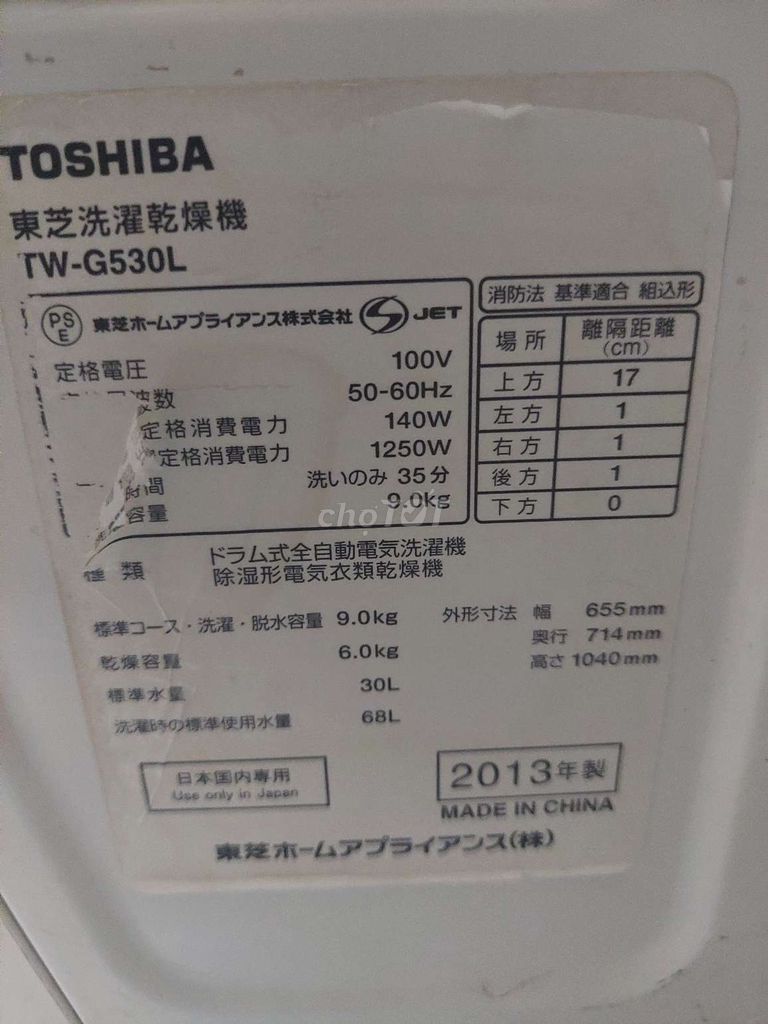 TOSHIBA
東芝洗濯乾燥機
TW-G530L
PSE 東芝ホームアプライアンス株式会社 S JET
定格電圧 100V
波数 50-60Hz
定格消費電力 140W
定格消費電力 1250W
時間 洗いのみ 35分
容量 9.0kg
消防法 基準適合 組込形
場所 離隔距離(cm)
上方 17
左方 1
右方 1
後方 1
下方 0
種類 ドラム式全自動電気洗濯機
除湿形電気衣類乾燥機
標準コース・洗濯・脱水容量 9.0kg
乾燥容量 6.0kg
標準水量 30L
洗濯時の標準使用水量 68L
外形寸法 幅 655mm
奥行 714mm
高さ 1040mm
日本国内専用
Use only in Japan
2013年製
MADE IN CHINA
東芝ホームアプライアンス(株)
chợTỐT